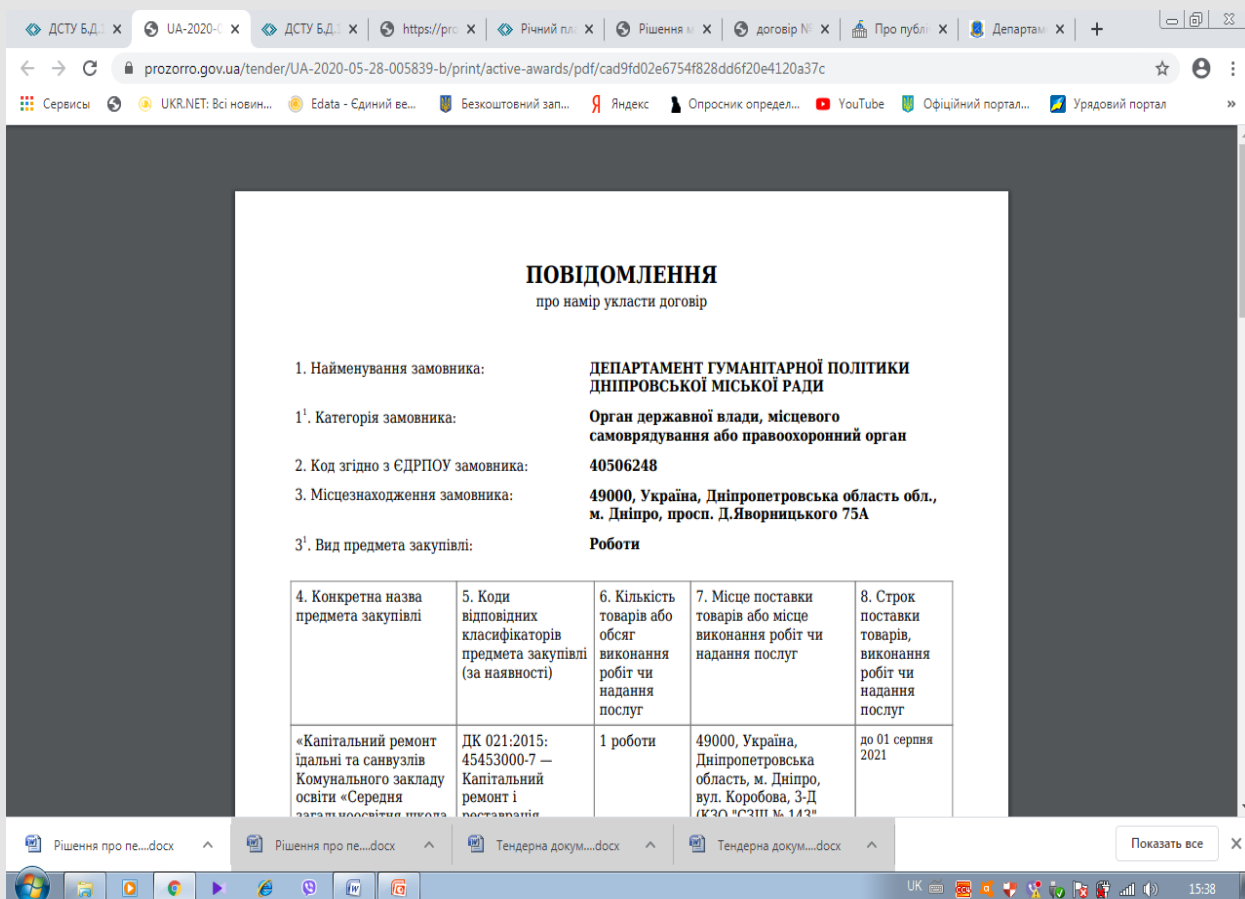 ДСТУ Б.Д.
UA-2020-0
ДСТУ Б.Д.
https://pro
Річний пла
Рішення м
договір №
Про публі
Департам
prozorro.gov.ua/tender/UA-2020-05-28-005839-b/print/active-awards/pdf/cad9fd02e6754f828dd6f20e4120a37c
Сервисы
UKR.NET: Всі новин...
Edata - Єдиний ве...
Безкоштовний зап...
Яндекс
Опросник определ...
YouTube
Офіційний портал...
Урядовий портал
»
ПОВІДОМЛЕННЯ
про намір укласти договір
1. Найменування замовника:
ДЕПАРТАМЕНТ ГУМАНІТАРНОЇ ПОЛІТИКИ
ДНІПРОВСЬКОЇ МІСЬКОЇ РАДИ
1¹. Категорія замовника:
Орган державної влади, місцевого
самоврядування або правоохоронний орган
2. Код згідно з ЄДРПОУ замовника:
40506248
3. Місцезнаходження замовника:
49000, Україна, Дніпропетровська область обл.,
м. Дніпро, просп. Д.Яворницького 75А
3¹. Вид предмета закупівлі:
Роботи
4. Конкретна назва
предмета закупівлі
5. Коди
відповідних
класифікаторів
предмета закупівлі
(за наявності)
6. Кількість
товарів або
обсяг
виконання
робіт чи
надання
послуг
7. Місце поставки
товарів або місце
виконання робіт чи
надання послуг
8. Строк
поставки
товарів,
виконання
робіт чи
надання
послуг
«Капітальний ремонт
їдальні та санвузлів
Комунального закладу
освіти «Середня
загальноосвітня школа
ДК 021:2015:
45453000-7 —
Капітальний
ремонт і
реставрація
1 роботи
49000, Україна,
Дніпропетровська
область, м. Дніпро,
вул. Коробова, 3-Д
(КЗО "СЗШ № 143"
до 01 серпня
2021
Рішення про пе....docx
Рішення про пе....docx
Тендерна докум....docx
Тендерна докум....docx
Показать все
UK
15:38